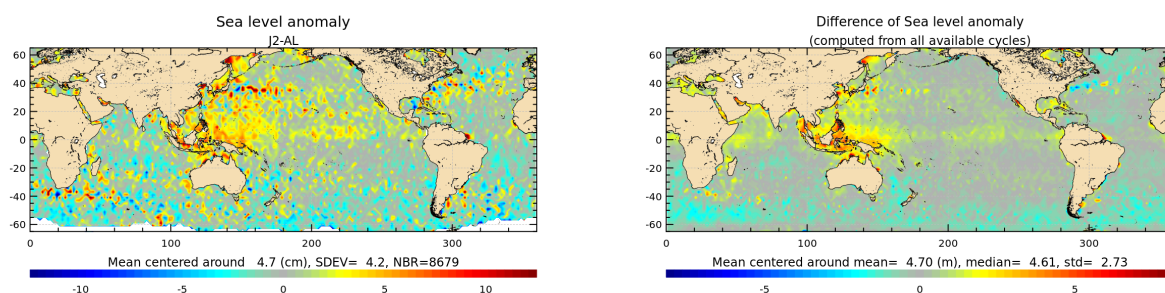 Sea level anomaly
J2-AL
60
40
20
0
-20
-40
-60
0 100 200 300
Mean centered around 4.7 (cm), SDEV= 4.2, NBR=8679
-10 -5 0 5 10
Difference of Sea level anomaly
(computed from all available cycles)
60
40
20
0
-20
-40
-60
0 100 200 300
Mean centered around mean= 4.70 (m), median= 4.61, std= 2.73
-5 0 5